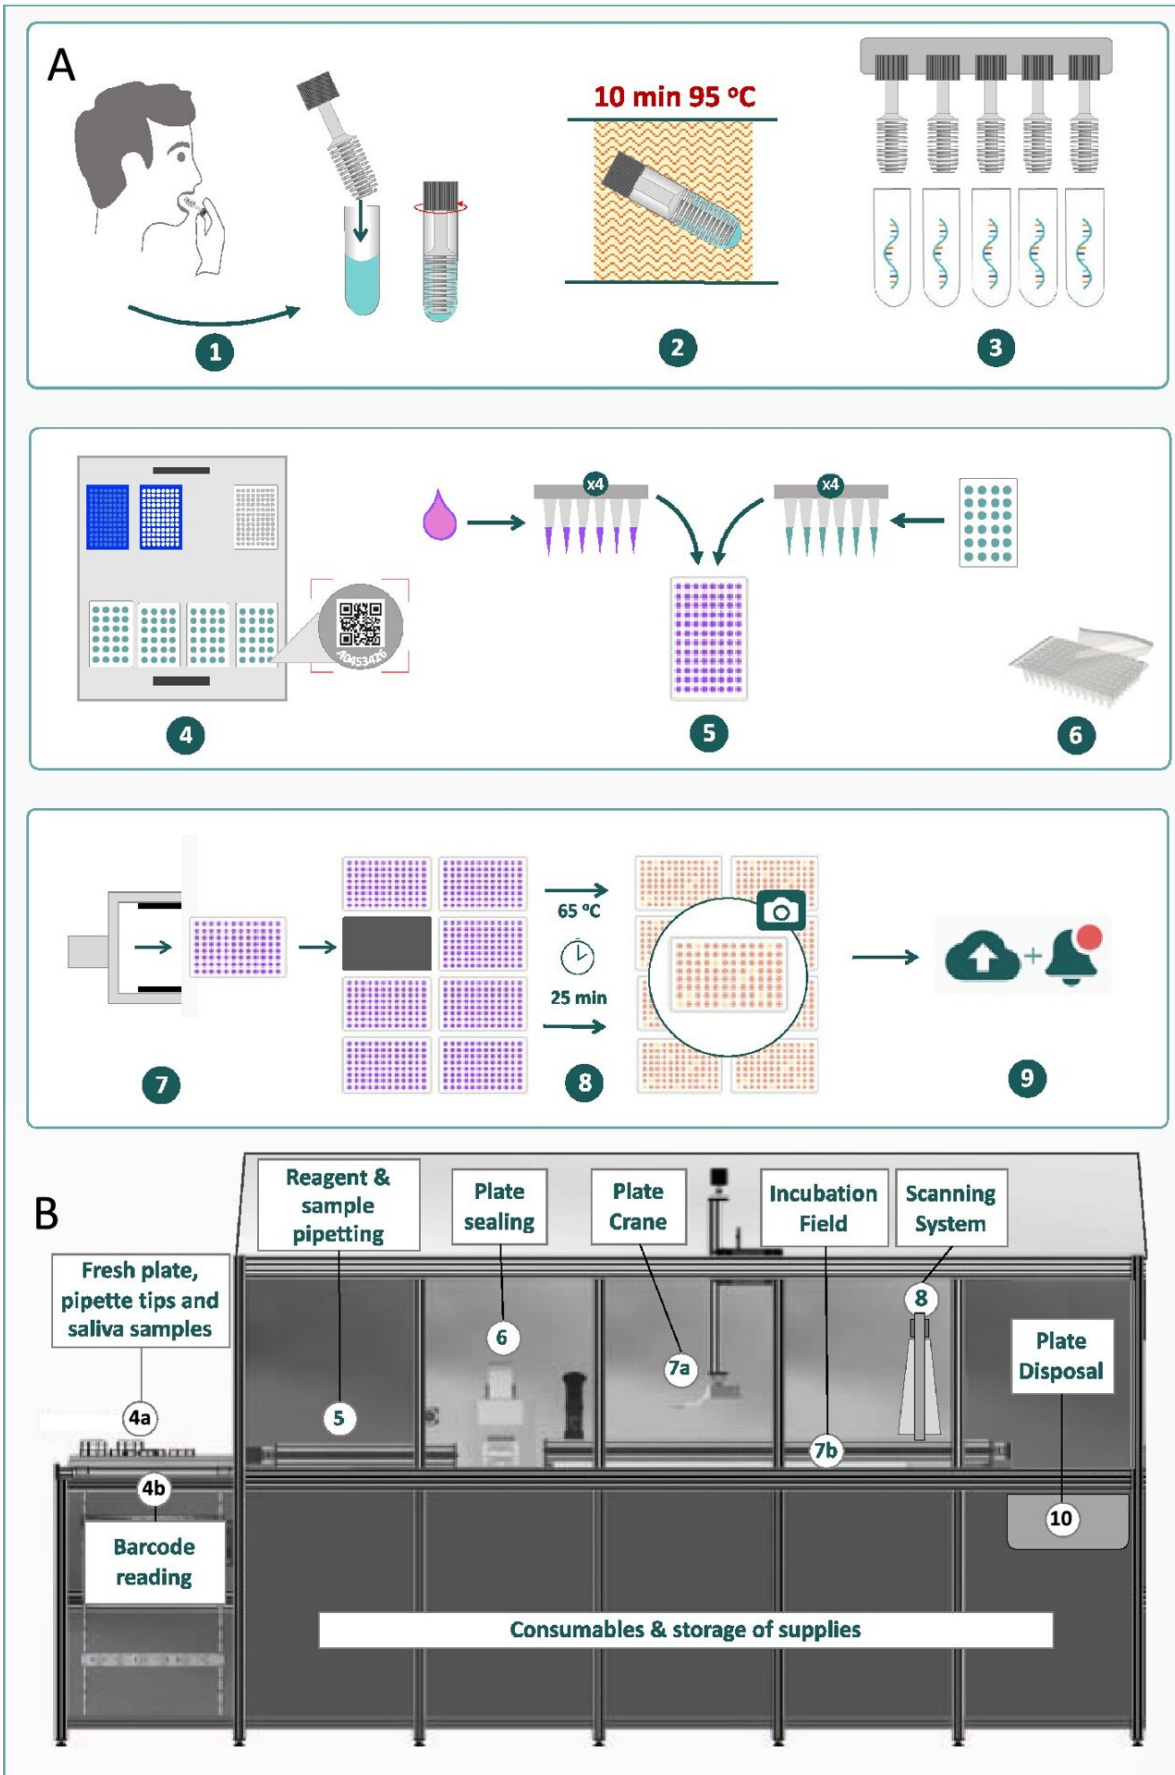 A
10 min 95 °C
1
2
3
x4
x4
A0453426
4
5
6
65 °C
25 min
7
8
9
B
Reagent &
sample
pipetting
Plate
sealing
Plate
Crane
Incubation
Field
Scanning
System
Fresh plate,
pipette tips and
saliva samples
8
6
7a
Plate
Disposal
4a
5
7b
4b
10
Barcode
reading
Consumables & storage of supplies